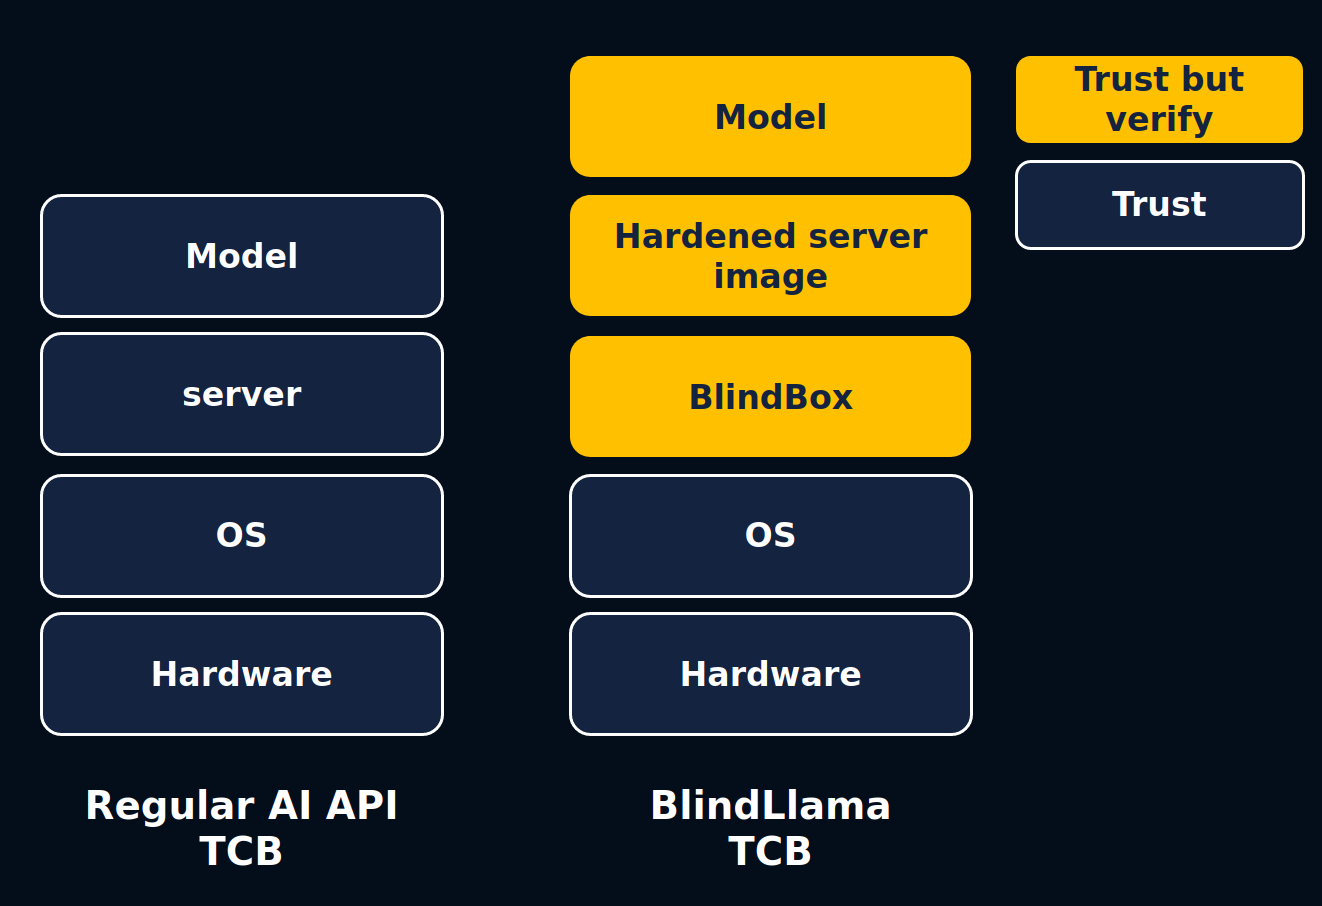 Model
server
OS
Hardware
Regular AI API
TCB
Model
Hardened server
image
BlindBox
OS
Hardware
BlindLlama
TCB
Trust but
verify
Trust